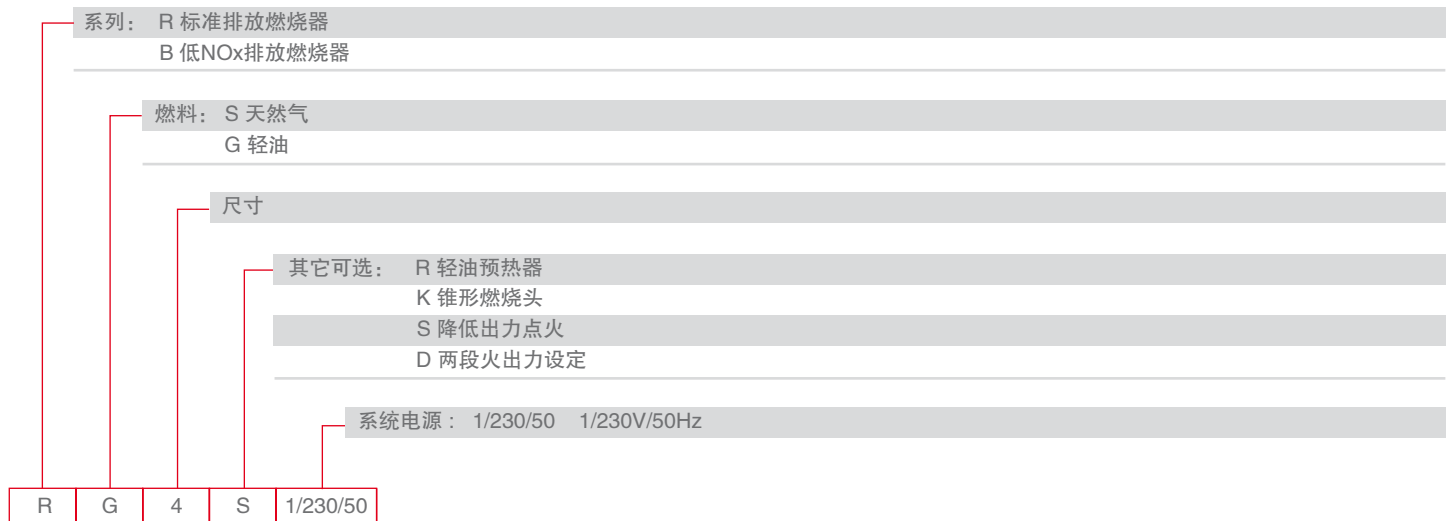 系列： R 标准排放燃烧器
B 低NOx排放燃烧器
燃料： S 天然气
G 轻油
尺寸
其它可选： R 轻油预热器
K 锥形燃烧头
S 降低出力点火
D 两段火出力设定
系统电源： 1/230/50 1/230V/50Hz
R G 4 S 1/230/50